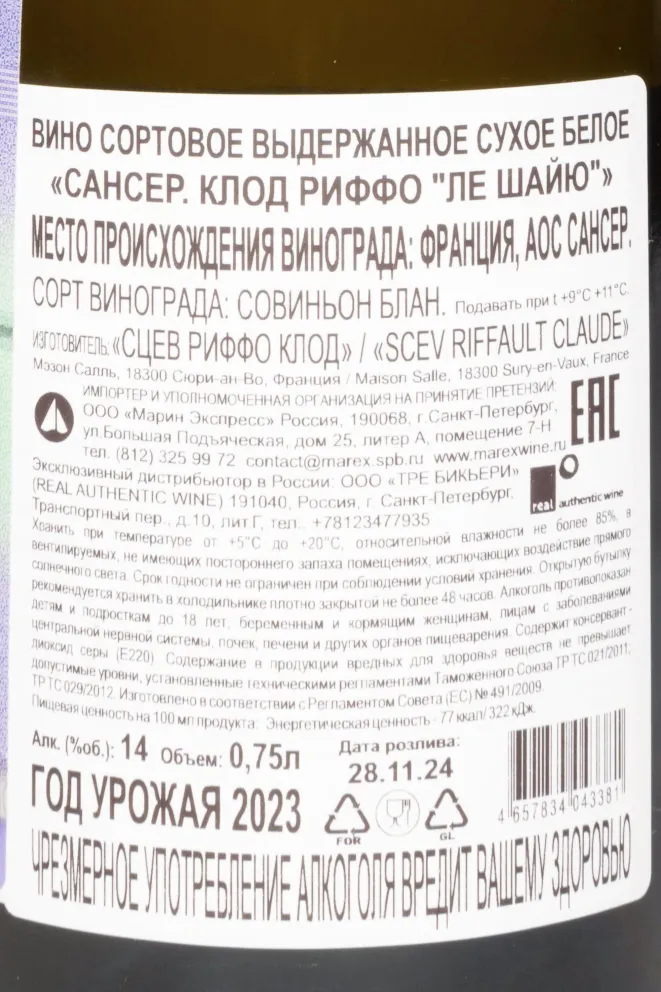 ВИНО СОРТОВОЕ ВЫДЕРЖАННОЕ СУХОЕ БЕЛОЕ
«САНСЕР. КЛОД РИФФО "ЛЕ ШАЙЮ"»
МЕСТО ПРОИСХОЖДЕНИЯ ВИНОГРАДА: ФРАНЦИЯ, АОС САНСЕР.
СОРТ ВИНОГРАДА: СОВИНЬОН БЛАН. Подавать при t +9°C +11°C.
ИЗГОТОВИТЕЛЬ: «СЦЕВ РИФФО КЛОД» / «SCEV RIFFAULT CLAUDE»
Мэзон Салль, 18300 Сюри-ан-Во, Франция / Maison Salle, 18300 Sury-en-Vaux, France
ИМПОРТЕР И УПОЛНОМОЧЕННАЯ ОРГАНИЗАЦИЯ НА ПРИНЯТИЕ ПРЕТЕНЗИЙ:
ООО «Марин Экспресс» Россия, 190068, г.Санкт-Петербург,
ул.Большая Подъяческая, дом 25, литер А, помещение 7-Н
тел. (812) 325 99 72 contact@marex.spb.ru www.marexwine.ru
EAC
Эксклюзивный дистрибьютор в России: ООО «ТРЕ БИКЬЕРИ»
(REAL AUTHENTIC WINE) 191040, Россия, г. Санкт-Петербург,
Транспортный пер., д.10, лит.Г, тел., +78123477935
real authentic wine
Хранить при температуре от +5°C до +20°C, относительной влажности не более 85%, в
вентилируемых, не имеющих постороннего запаха помещениях, исключающих воздействие прямого
солнечного света. Срок годности не ограничен при соблюдении условий хранения. Открытую бутылку
рекомендуется хранить в холодильнике плотно закрытой не более 48 часов. Алкоголь противопоказан
детям и подросткам до 18 лет, беременным и кормящим женщинам, лицам с заболеваниями
центральной нервной системы, почек, печени и других органов пищеварения. Содержит консервант -
диоксид серы (E220). Содержание в продукции вредных для здоровья веществ не превышает
допустимые уровни, установленные техническими регламентами Таможенного Союза ТР ТС 021/2011;
ТР ТС 029/2012. Изготовлено в соответствии с Регламентом Совета (ЕС) № 491/2009.
Пищевая ценность на 100 мл продукта: Энергетическая ценность - 77 ккал/ 322 кДж.
Алк. (%об.): 14 Объем: 0,75л
Дата розлива:
28.11.24
ГОД УРОЖАЯ 2023
FOR
GL
4 657834 043381
ЧРЕЗМЕРНОЕ УПОТРЕБЛЕНИЕ АЛКОГОЛЯ ВРЕДИТ ВАШЕМУ ЗДОРОВЬЮ